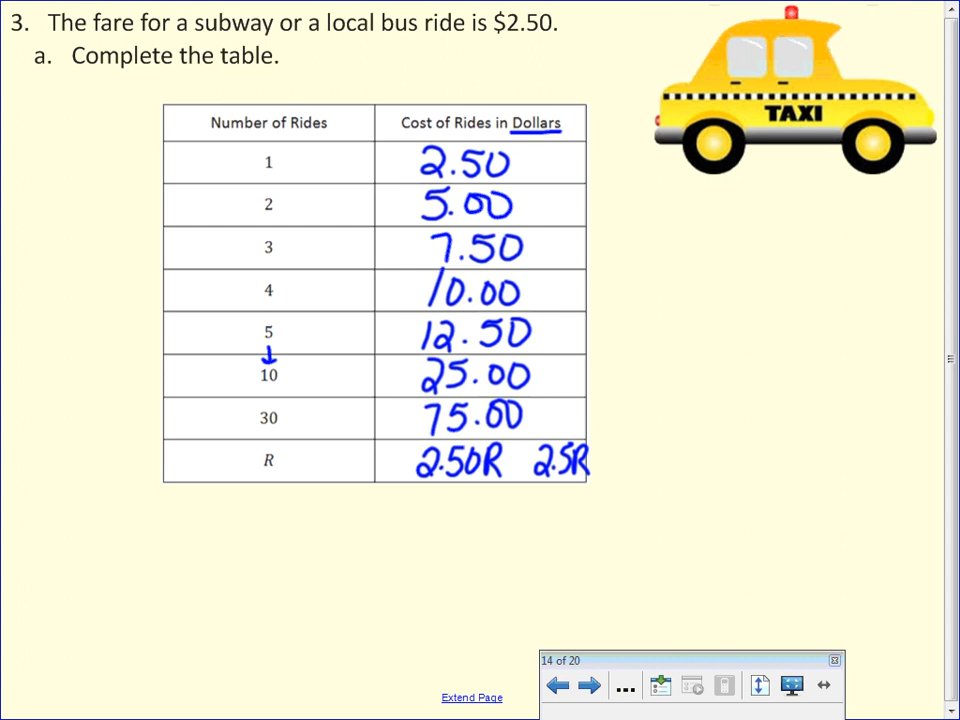 3. The fare for a subway or a local bus ride is $2.50.
a. Complete the table.
TAXI
Number of Rides Cost of Rides in Dollars
1 2.50
2 5.00
3 7.50
4 10.00
5 12.50
10 25.00
30 75.00
R 2.50R 2.5R
14 of 20
Extend Page